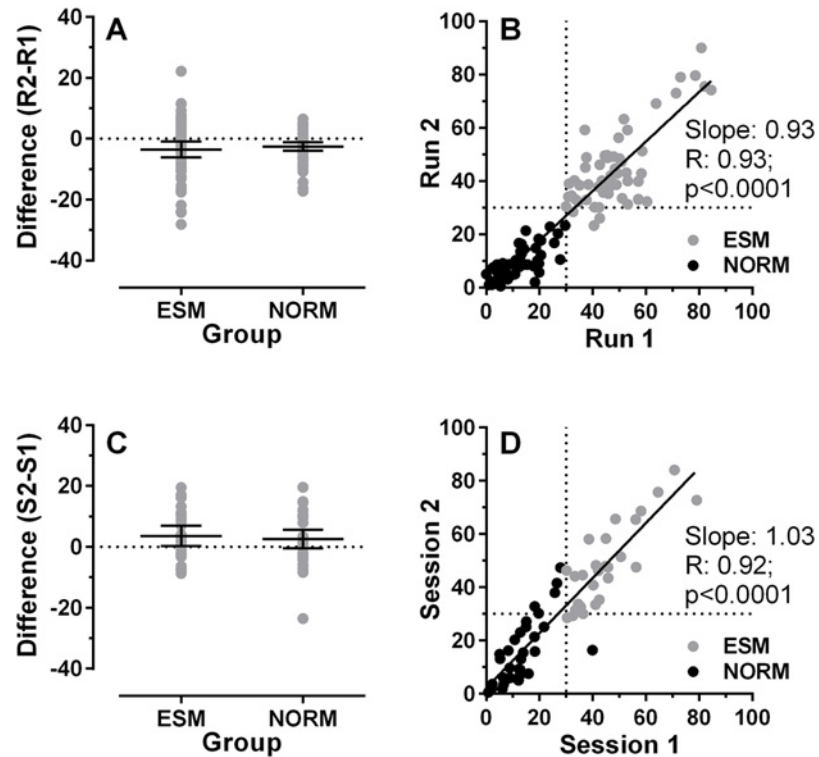 A
Difference (R2-R1)
40
20
0
-20
-40
ESM NORM
Group
B
Run 2
100
80
60
40
20
0
0 20 40 60 80 100
Run 1
Slope: 0.93
R: 0.93;
p<0.0001
ESM
NORM
C
Difference (S2-S1)
40
20
0
-20
-40
ESM NORM
Group
D
Session 2
100
80
60
40
20
0
0 20 40 60 80 100
Session 1
Slope: 1.03
R: 0.92;
p<0.0001
ESM
NORM